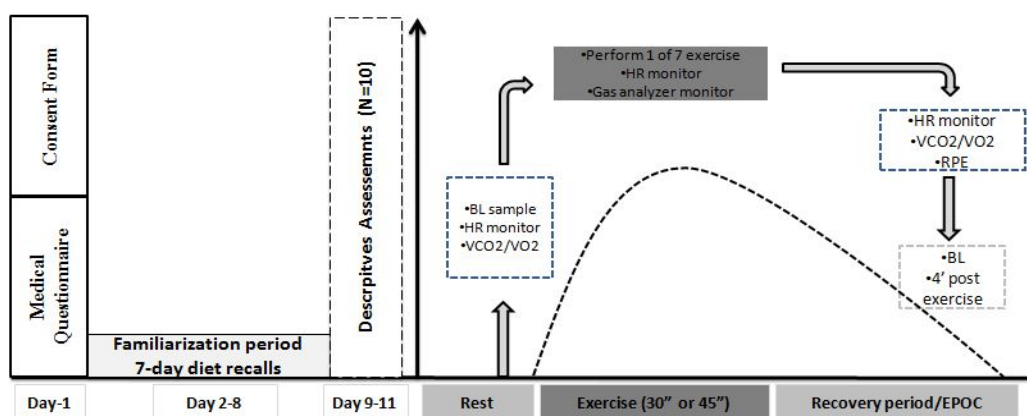 Consent Form
Medical
Questionnaire
Familiarization period
7-day diet recalls
Descrpitves Assessemnts (N=10)
•BL sample
•HR monitor
•VCO2/VO2
•Perform 1 of 7 exercise
•HR monitor
•Gas analyzer monitor
•HR monitor
•VCO2/VO2
•RPE
•BL
•4’ post
exercise
Day-1
Day 2-8
Day 9-11
Rest
Exercise (30” or 45”)
Recovery period/EPOC